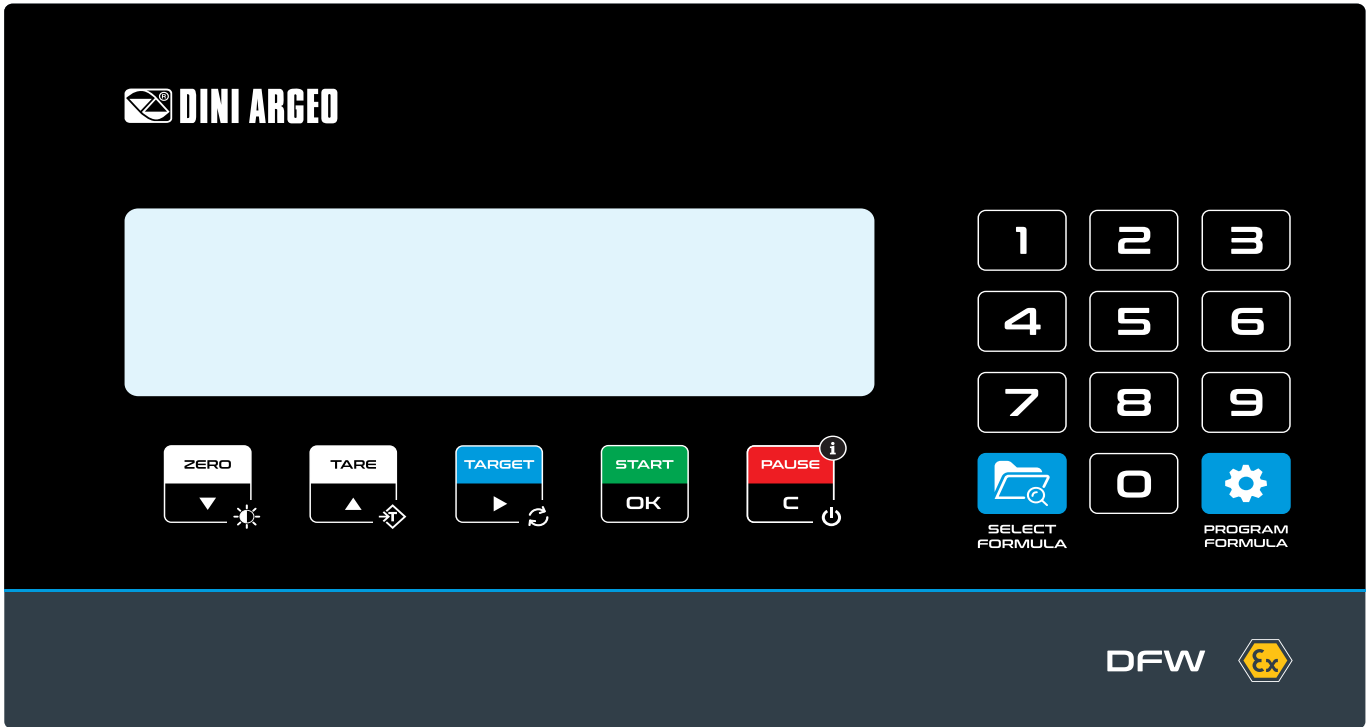 ® DINI ARGEO
1 2 3
4 5 6
7 8 9
0
ZERO TARE TARGET START PAUSE
i
T
OK C
SELECT
FORMULA
PROGRAM
FORMULA
DFW Ex